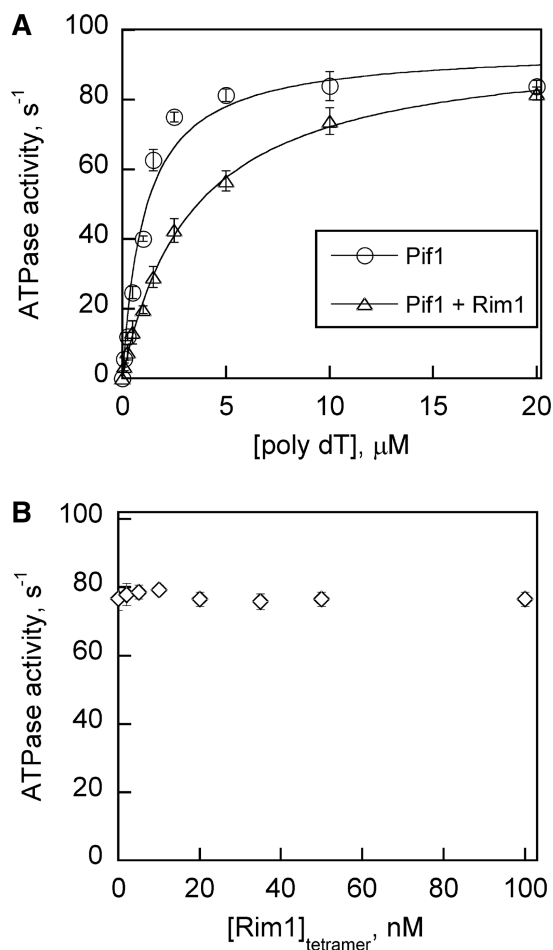 A
ATPase activity, s⁻¹
100
80
60
40
20
0
Pif1
Pif1 + Rim1
0
5
10
15
20
[poly dT], μM
B
ATPase activity, s⁻¹
100
80
60
40
20
0
0
20
40
60
80
100
[Rim1]tetramer, nM